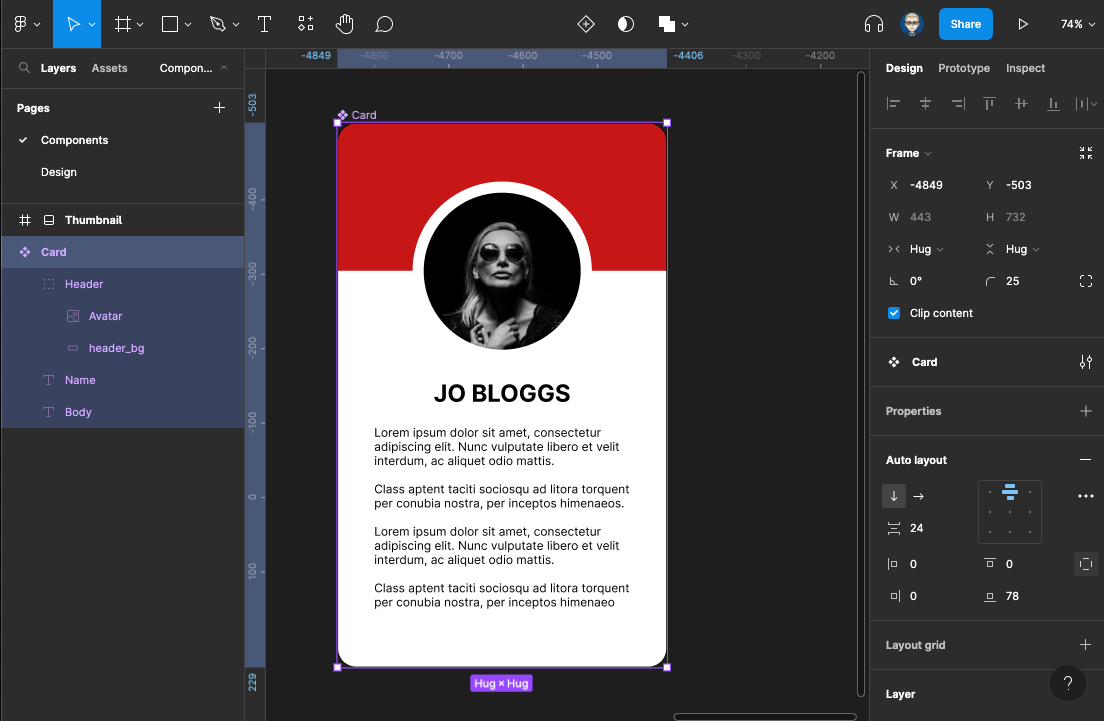 Share
74%
Layers
Assets
Compon...
Pages
Components
Design
Thumbnail
Card
Header
Avatar
header_bg
Name
Body
-4849
-4800
-4700
-4600
-4500
-4406
-4300
-4200
-503
-400
-300
-200
-100
0
100
229
Card
JO BLOGGS
Lorem ipsum dolor sit amet, consectetur
adipiscing elit. Nunc vulputate libero et velit
interdum, ac aliquet odio mattis.
Class aptent taciti sociosqu ad litora torquent
per conubia nostra, per inceptos himenaeos.
Lorem ipsum dolor sit amet, consectetur
adipiscing elit. Nunc vulputate libero et velit
interdum, ac aliquet odio mattis.
Class aptent taciti sociosqu ad litora torquent
per conubia nostra, per inceptos himenaeo
Hug × Hug
Design
Prototype
Inspect
Frame
X -4849
Y -503
W 443
H 732
Hug
Hug
0°
25
Clip content
Card
Properties
Auto layout
24
0
0
0
78
Layout grid
Layer
?